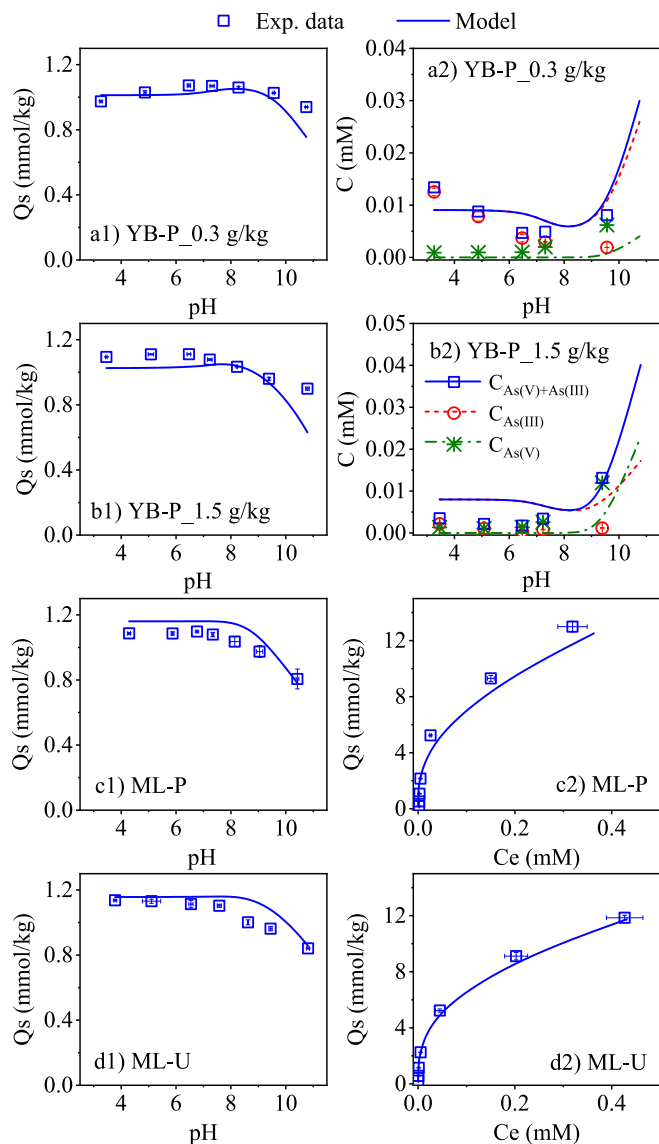 Exp. data Model
1.2
0.8
0.4
0.0
Qs (mmol/kg)
4 6 8 10
pH
a1) YB-P_0.3 g/kg
0.04
0.03
0.02
0.01
0.00
C (mM)
4 6 8 10
pH
a2) YB-P_0.3 g/kg
1.2
0.8
0.4
0.0
Qs (mmol/kg)
4 6 8 10
pH
b1) YB-P_1.5 g/kg
0.05
0.04
0.03
0.02
0.01
0.00
C (mM)
4 6 8 10
pH
b2) YB-P_1.5 g/kg
C As(V)+As(III)
C As(III)
C As(V)
1.2
0.8
0.4
0.0
Qs (mmol/kg)
4 6 8 10
pH
c1) ML-P
12
8
4
0
Qs (mmol/kg)
0.0 0.2 0.4
Ce (mM)
c2) ML-P
1.2
0.8
0.4
0.0
Qs (mmol/kg)
4 6 8 10
pH
d1) ML-U
12
8
4
0
Qs (mmol/kg)
0.0 0.2 0.4
Ce (mM)
d2) ML-U